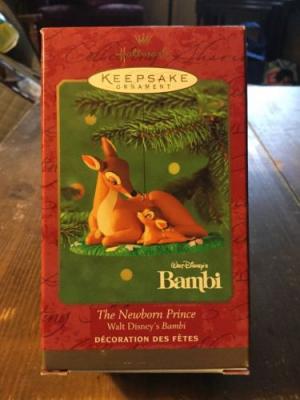 Hallmark
KEEPSAKE
ORNAMENT
Walt Disney's
Bambi
The Newborn Prince
Walt Disney's Bambi
DÉCORATION DES FÊTES